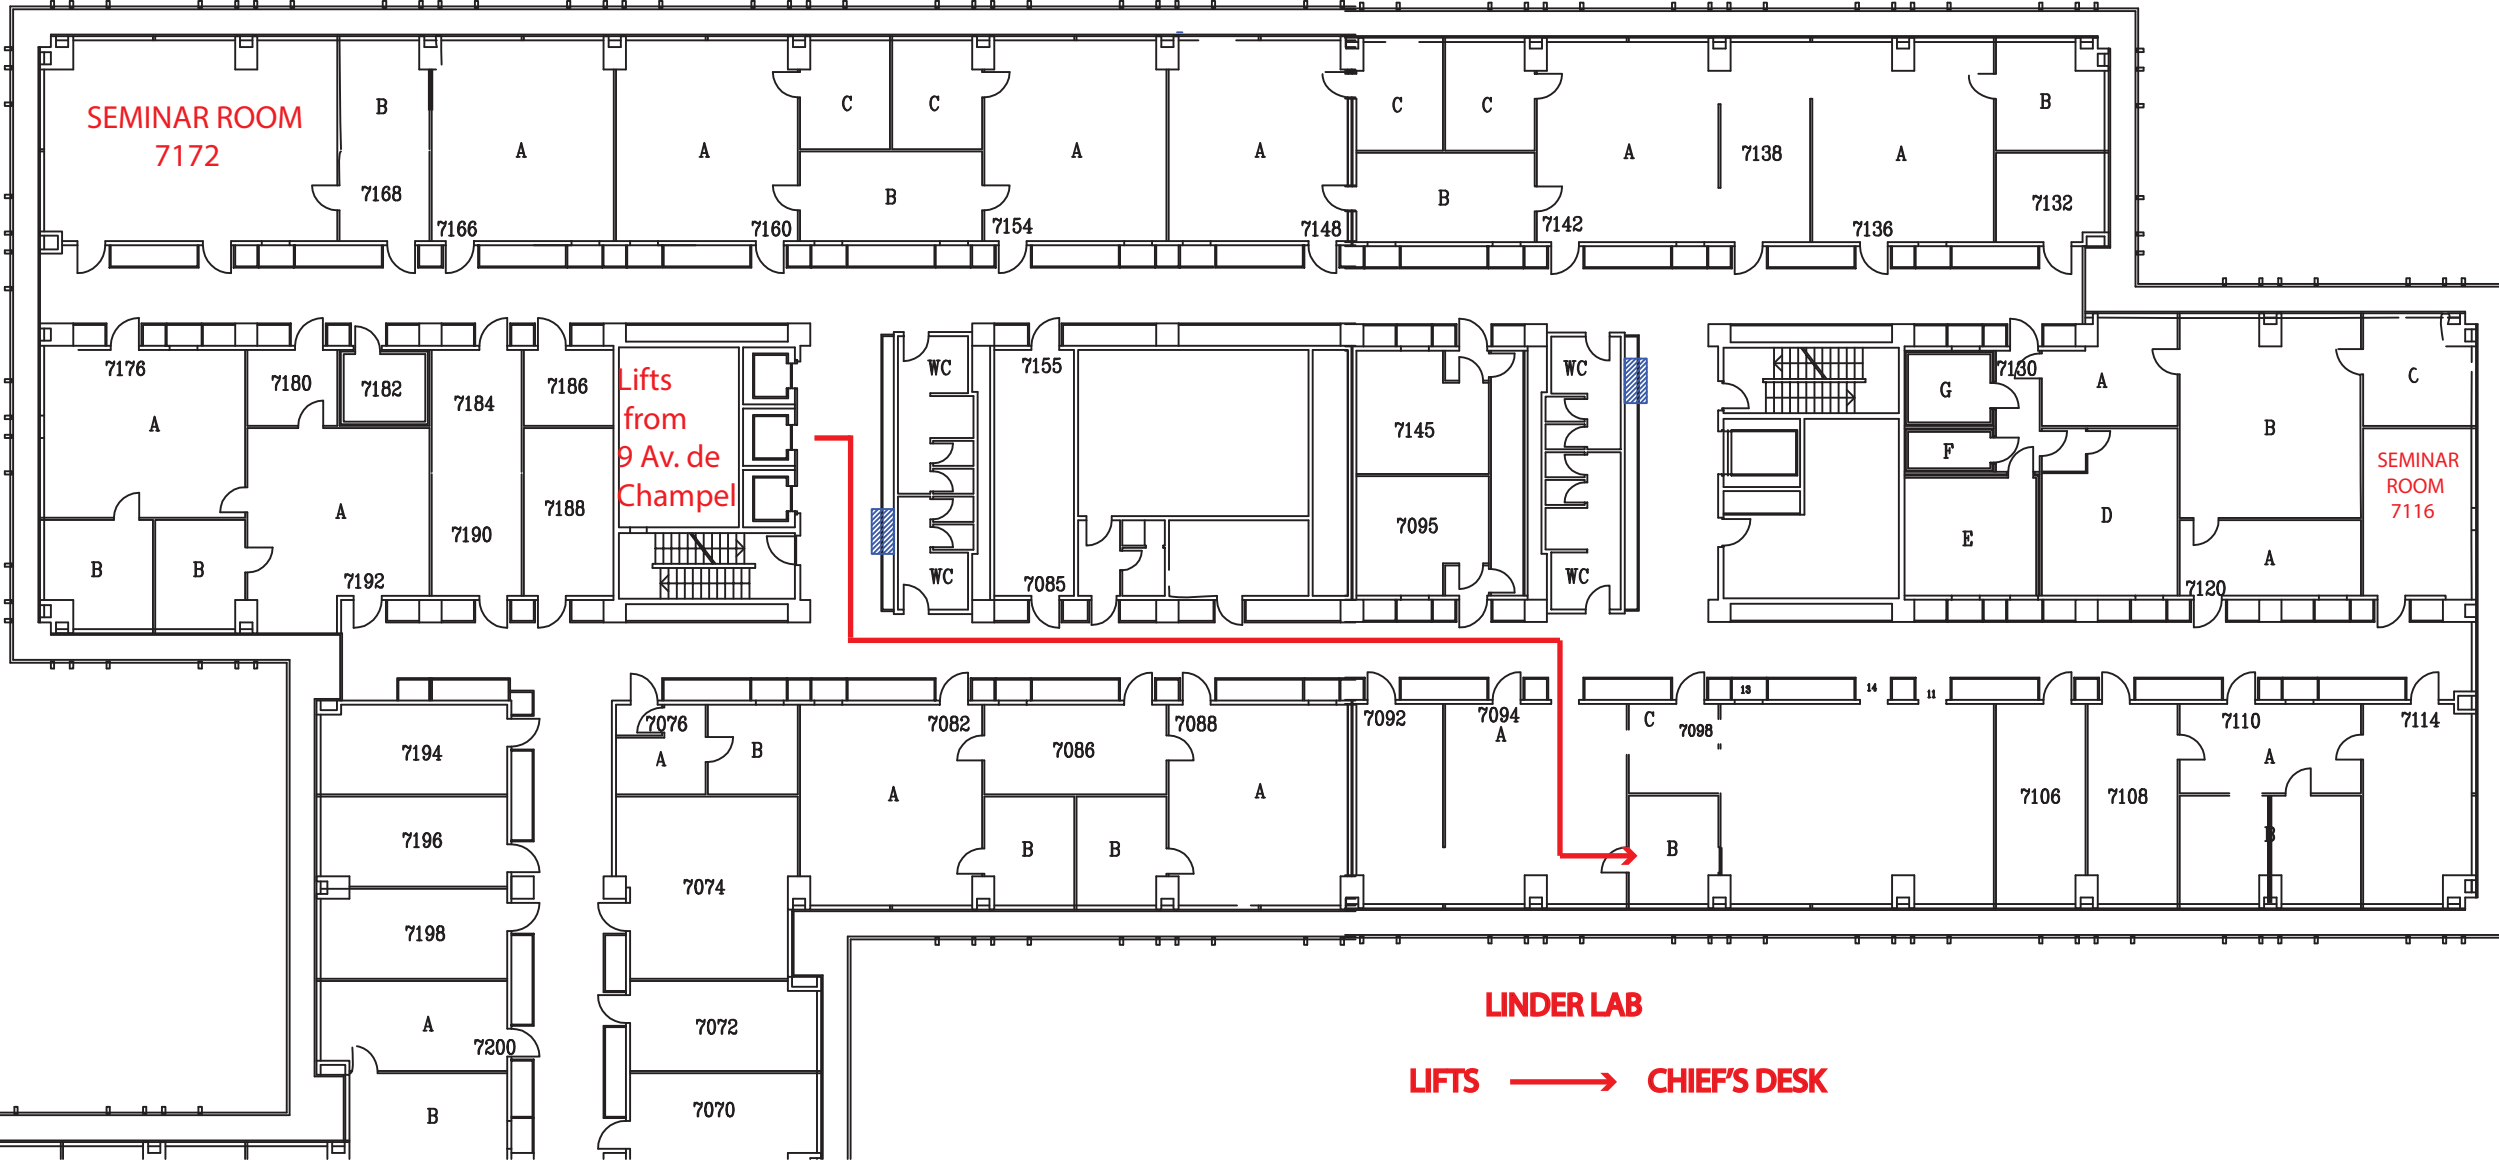 SEMINAR ROOM
7172
B
7168
A
7166
A
7160
C
C
B
A
7154
A
7148
C
C
B
A
7142
7138
A
7136
B
7132
7176
A
B
B
7180
7182
A
7192
7184
7190
7186
7188
Lifts
from
9 Av. de
Champel
WC
WC
7155
7085
7145
7095
WC
WC
G
F
E
7130
A
D
B
C
A
7120
SEMINAR
ROOM
7116
7194
7196
7198
A
7200
B
7076
A
B
7074
7072
7070
7082
A
7086
B
B
7088
A
7092
7094
A
C
7098
B
13
14
11
7106
7108
7110
A
B
7114
LINDER LAB
LIFTS CHIEF'S DESK